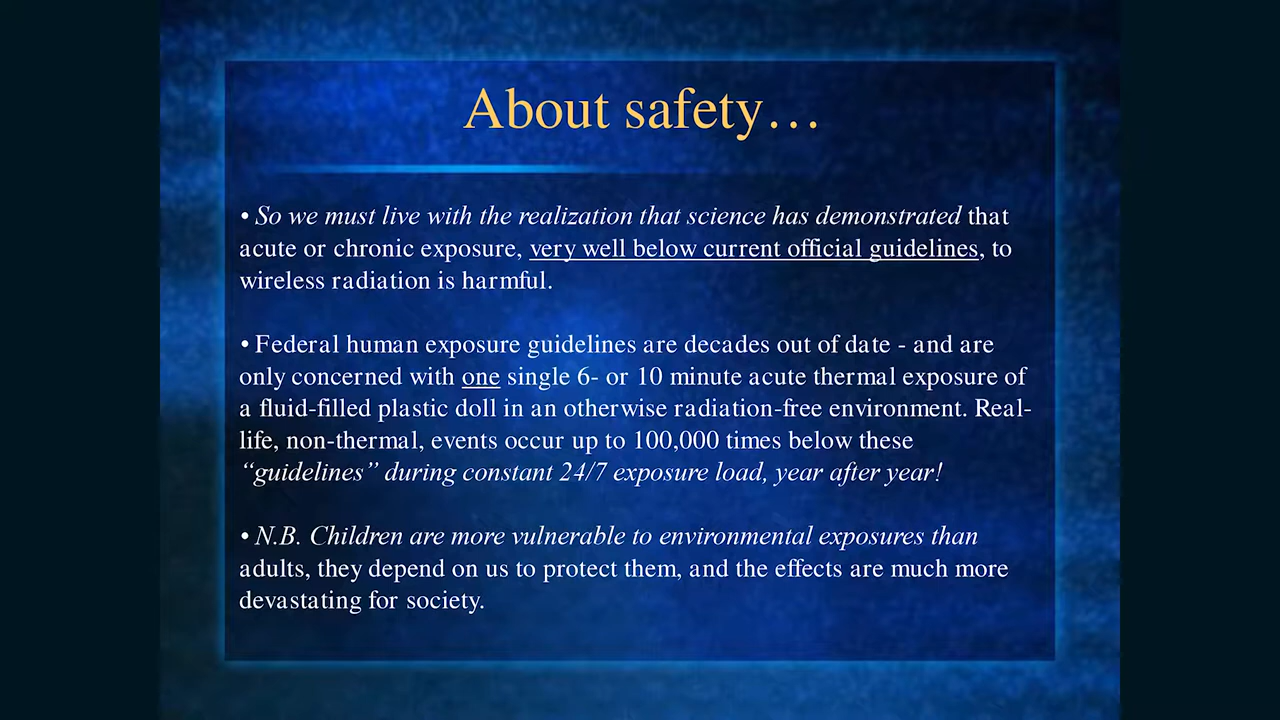 About safety…
• So we must live with the realization that science has demonstrated that
acute or chronic exposure, very well below current official guidelines, to
wireless radiation is harmful.
• Federal human exposure guidelines are decades out of date - and are
only concerned with one single 6- or 10 minute acute thermal exposure of
a fluid-filled plastic doll in an otherwise radiation-free environment. Real-
life, non-thermal, events occur up to 100,000 times below these
“guidelines” during constant 24/7 exposure load, year after year!
• N.B. Children are more vulnerable to environmental exposures than
adults, they depend on us to protect them, and the effects are much more
devastating for society.